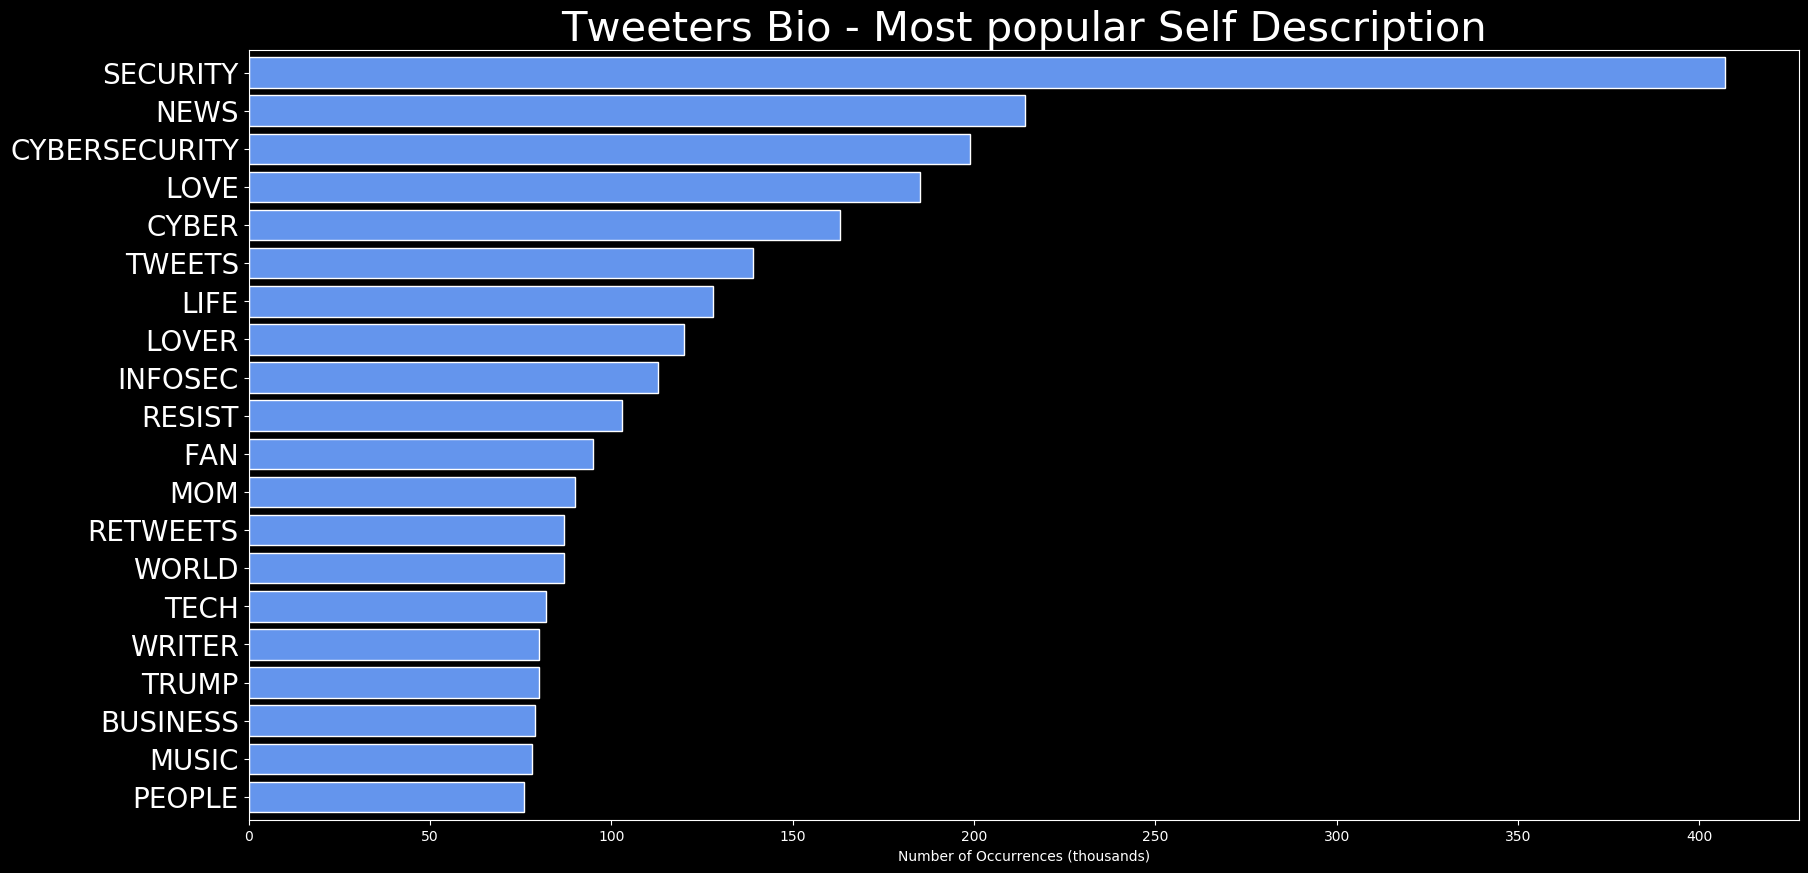 Tweeters Bio - Most popular Self Description
SECURITY
NEWS
CYBERSECURITY
LOVE
CYBER
TWEETS
LIFE
LOVER
INFOSEC
RESIST
FAN
MOM
RETWEETS
WORLD
TECH
WRITER
TRUMP
BUSINESS
MUSIC
PEOPLE
0 50 100 150 200 250 300 350 400
Number of Occurrences (thousands)